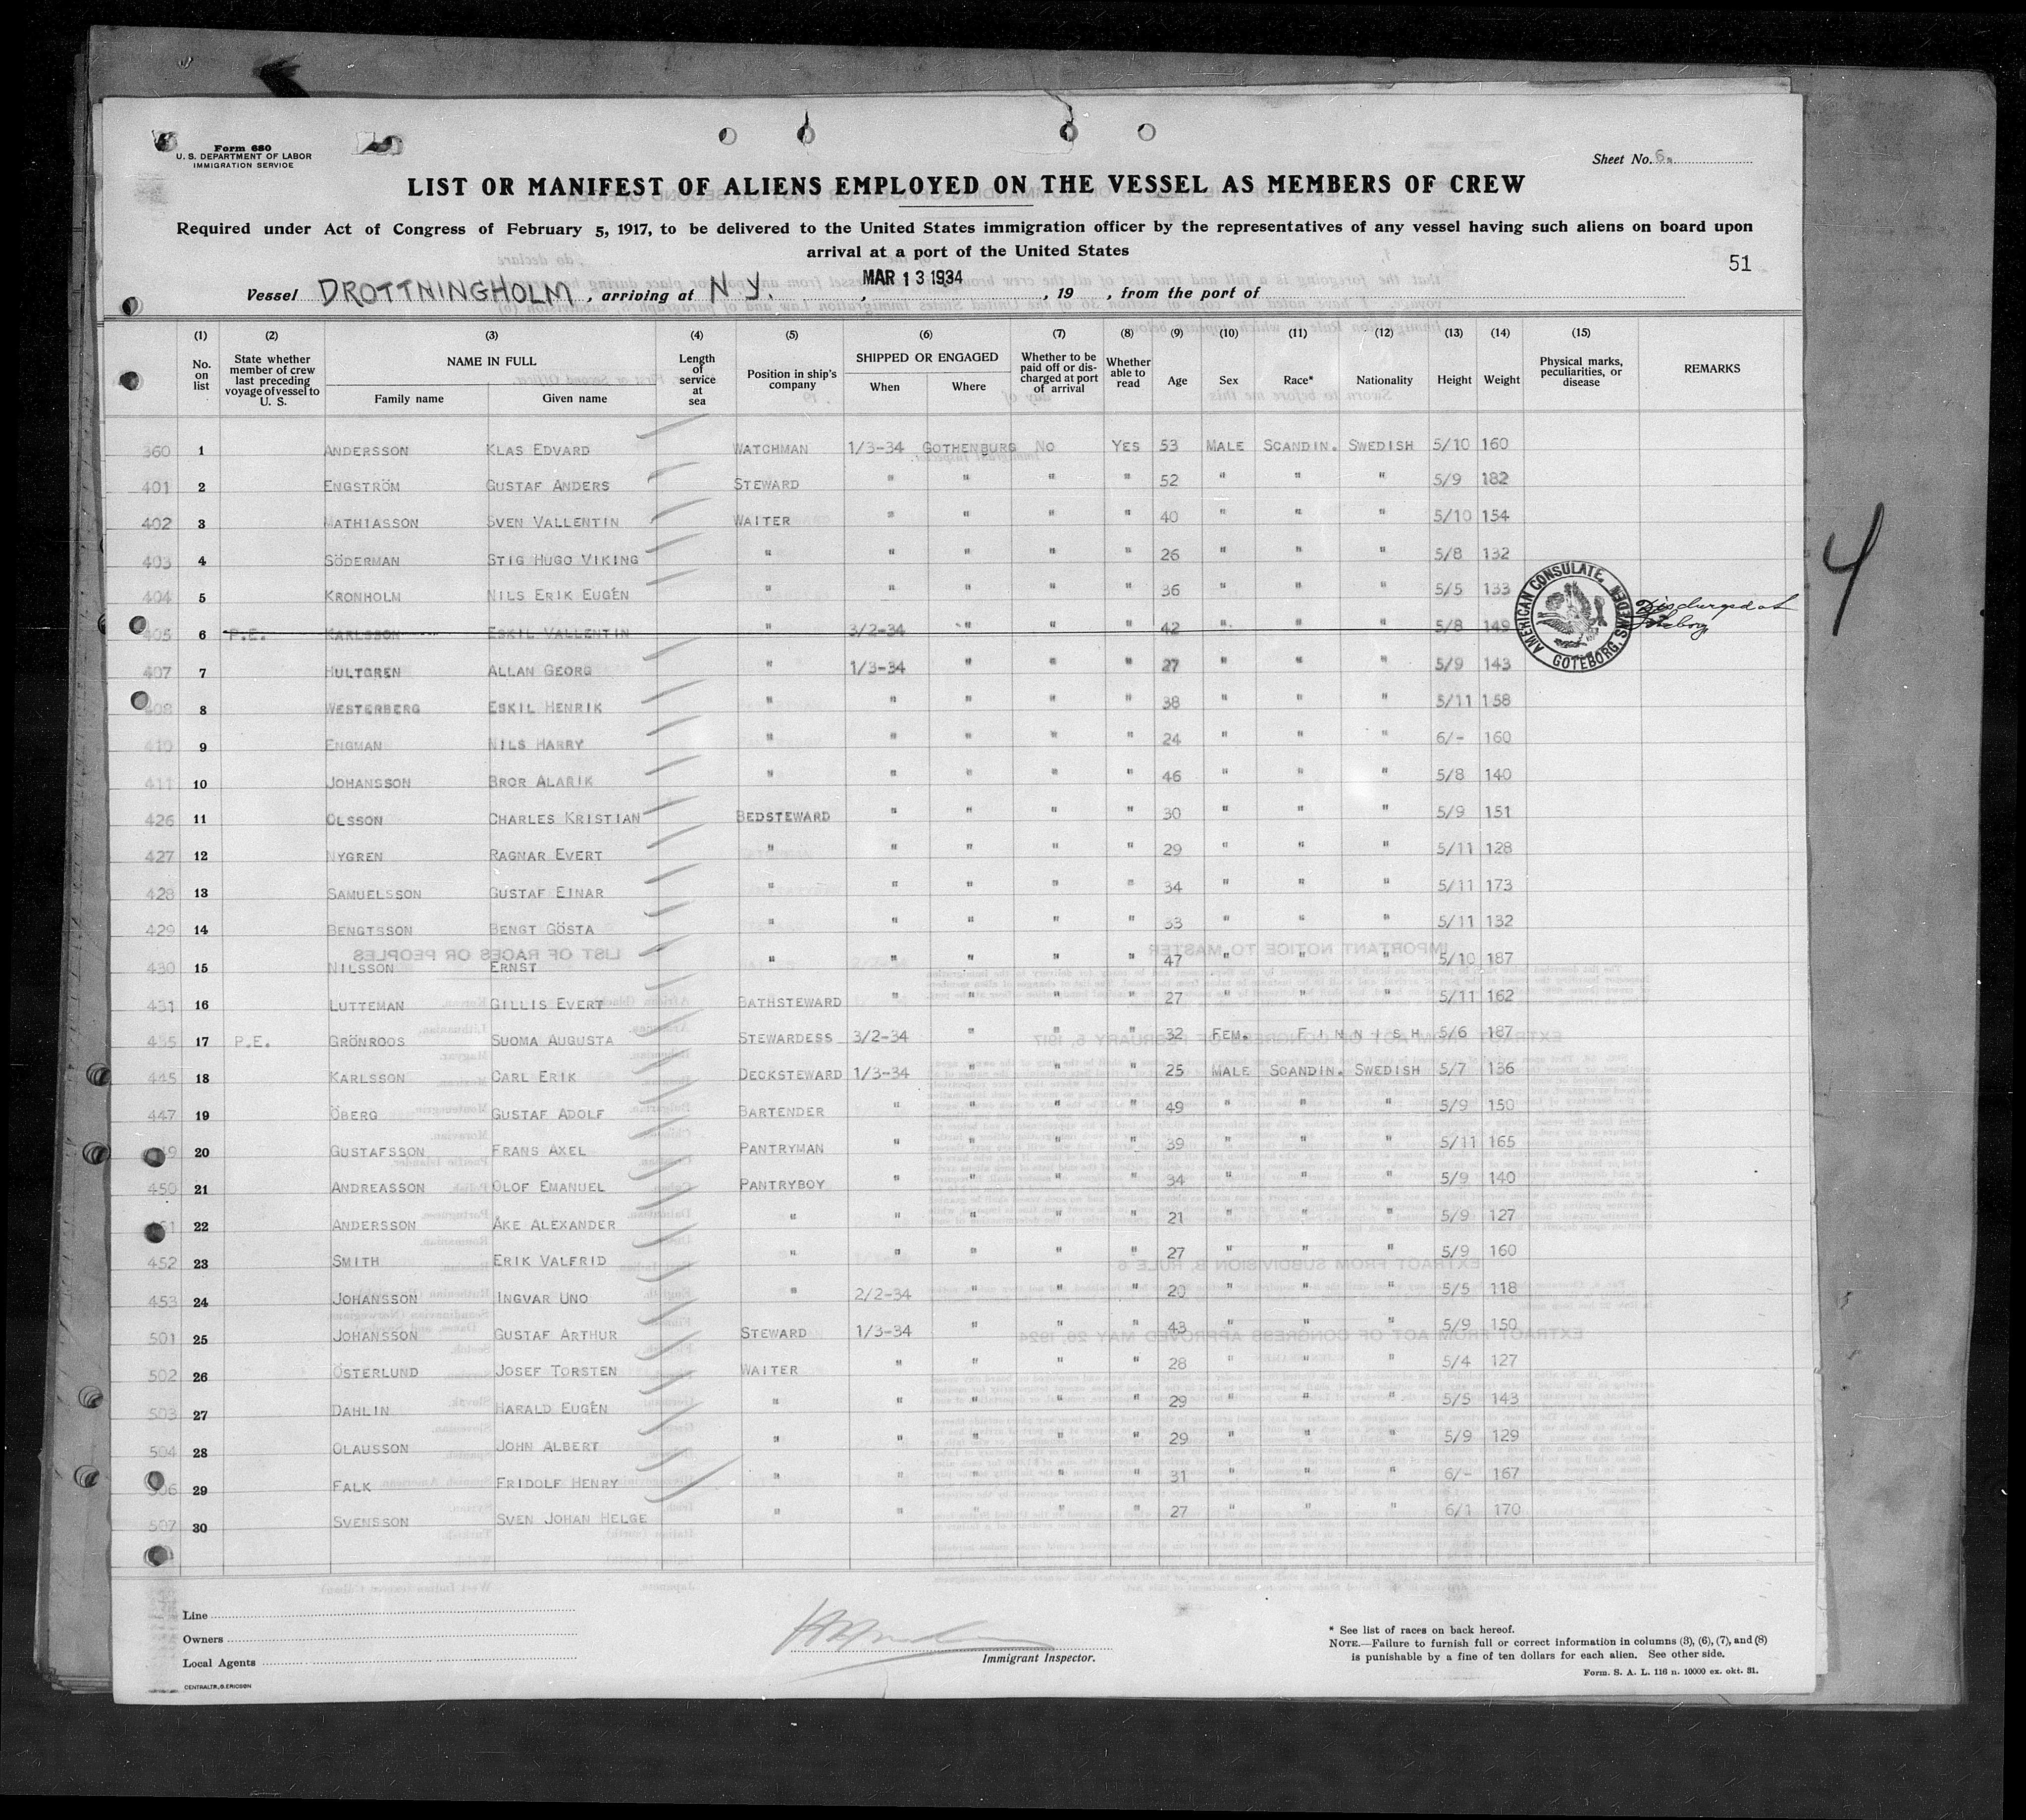 Form 680
U. S. DEPARTMENT OF LABOR
IMMIGRATION SERVICE
Sheet No. 6
LIST OR MANIFEST OF ALIENS EMPLOYED ON THE VESSEL AS MEMBERS OF CREW
Required under Act of Congress of February 5, 1917, to be delivered to the United States immigration officer by the representatives of any vessel having such aliens on board upon
arrival at a port of the United States
51
MAR 13 1934
Vessel DROTTNINGHOLM, arriving at N.Y. , , 19 , from the port of
(1) (2) (3) (4) (5) (6) (7) (8) (9) (10) (11) (12) (13) (14) (15)
No. on list State whether member of crew last preceding voyage of vessel to U. S. NAME IN FULL Family name Given name Length of service at sea Position in ship's company SHIPPED OR ENGAGED When Where Whether to be paid off or discharged at port of arrival Whether able to read Age Sex Race* Nationality Height Weight Physical marks, peculiarities, or disease REMARKS
360 1 ANDERSSON KLAS EDVARD WATCHMAN 1/3-34 GOTHENBURG NO YES 53 MALE SCANDIN. SWEDISH 5/10 160
401 2 ENGSTRÖM GUSTAF ANDERS STEWARD " " " " 52 " " " 5/9 182
402 3 MATHIASSON SVEN VALLENTIN WAITER " " " " 40 " " " 5/10 154
403 4 SÖDERMAN STIG HUGO VIKING " " " " " 26 " " " 5/8 132
404 5 KRONHOLM NILS ERIK EUGÉN " " " " " 36 " " " 5/5 133
405 6 P.E. KARLSSON ESKIL VALLENTIN " 3/2-34 " " " 42 " " " 5/8 149 Discharged at Göteborg
AMERICAN CONSULATE, GOTEBORG, SWEDEN
407 7 HULTGREN ALLAN GEORG " 1/3-34 " " " 27 " " " 5/9 143
408 8 WESTERBERG ESKIL HENRIK " " " " " 38 " " " 5/11 158
410 9 ENGMAN NILS HARRY " " " " " 24 " " " 6/- 160
411 10 JOHANSSON BROR ALARIK " " " " " 46 " " " 5/8 140
426 11 OLSSON CHARLES KRISTIAN BEDSTEWARD " " " " 30 " " " 5/9 151
427 12 NYGREN RAGNAR EVERT " " " " " 29 " " " 5/11 128
428 13 SAMUELSSON GUSTAF EINAR " " " " " 34 " " " 5/11 173
429 14 BENGTSSON BENGT GÖSTA " " " " " 33 " " " 5/11 132
430 15 NILSSON ERNST " " " " " 47 " " " 5/10 187
431 16 LUTTEMAN GILLIS EVERT BATHSTEWARD " " " " 27 " " " 5/11 162
435 17 P.E. GRÖNROOS SUOMA AUGUSTA STEWARDESS 3/2-34 " " " 32 FEM. FINNISH 5/6 187
445 18 KARLSSON CARL ERIK DECKSTEWARD 1/3-34 " " " 25 MALE SCANDIN. SWEDISH 5/7 136
447 19 ÖBERG GUSTAF ADOLF BARTENDER " " " " 49 " " " 5/9 150
20 GUSTAFSSON FRANS AXEL PANTRYMAN " " " " 39 " " " 5/11 165
450 21 ANDREASSON OLOF EMANUEL PANTRYBOY " " " " 34 " " " 5/9 140
22 ANDERSSON ÅKE ALEXANDER " " " " " 21 " " " 5/9 127
452 23 SMITH ERIK VALFRID " " " " " 27 " " " 5/9 160
453 24 JOHANSSON INGVAR UNO " 2/2-34 " " " 20 " " " 5/5 118
501 25 JOHANSSON GUSTAF ARTHUR STEWARD 1/3-34 " " " 43 " " " 5/9 150
502 26 ÖSTERLUND JOSEF TORSTEN WAITER " " " " 28 " " " 5/4 127
503 27 DAHLIN HARALD EUGÉN " " " " " 29 " " " 5/5 143
504 28 OLAUSSON JOHN ALBERT " " " " " 29 " " " 5/9 129
506 29 FALK FRIDOLF HENRY " " " " " 31 " " " 6/- 167
507 30 SVENSSON SVEN JOHAN HELGE " " " " " 27 " " " 6/1 170
4
Line
Owners
Local Agents
CENTRALTR, G. ERICSON
Immigrant Inspector.
* See list of races on back hereof.
NOTE.—Failure to furnish full or correct information in columns (3), (6), (7), and (8)
is punishable by a fine of ten dollars for each alien. See other side.
Form. S. A. L. 116 n. 10000 ex. okt. 31.